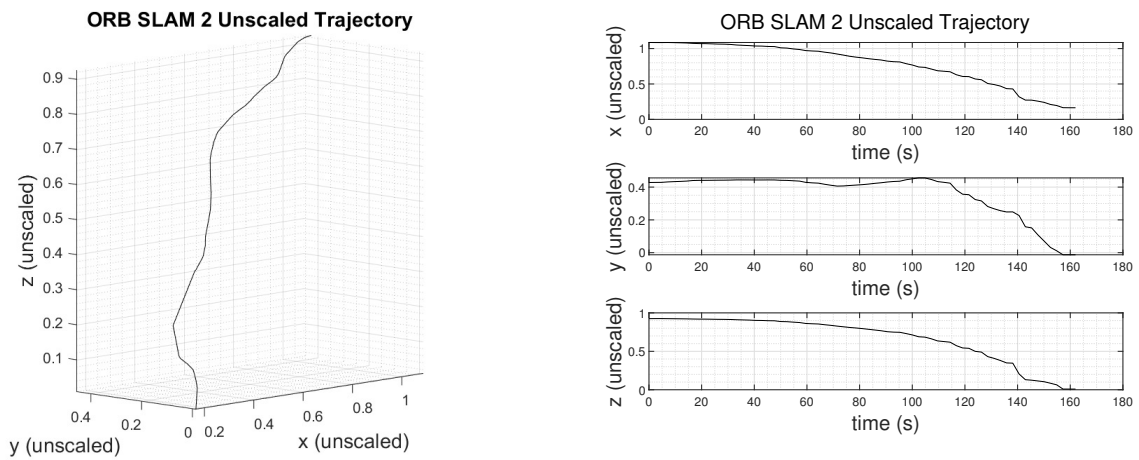 ORB SLAM 2 Unscaled Trajectory
0.9
0.8
0.7
0.6
0.5
0.4
0.3
0.2
0.1
z (unscaled)
0.4 0.2 0
y (unscaled)
0.2 0.4 0.6 0.8 1
x (unscaled)
ORB SLAM 2 Unscaled Trajectory
1
0.5
0
x (unscaled)
0 20 40 60 80 100 120 140 160 180
time (s)
0.4
0.2
0
y (unscaled)
0 20 40 60 80 100 120 140 160 180
time (s)
1
0.5
0
z (unscaled)
0 20 40 60 80 100 120 140 160 180
time (s)